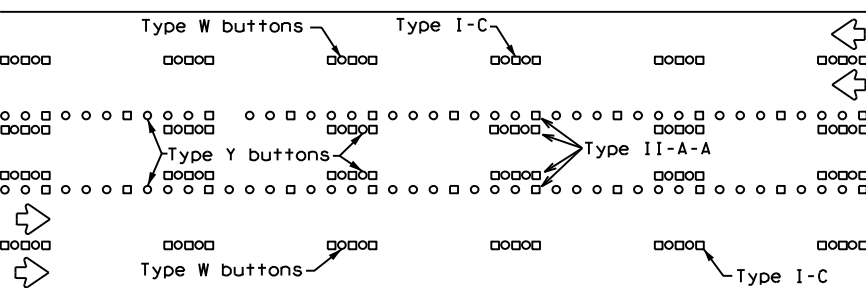 Type W buttons
Type I-C
Type Y buttons
Type II-A-A
Type W buttons
Type I-C